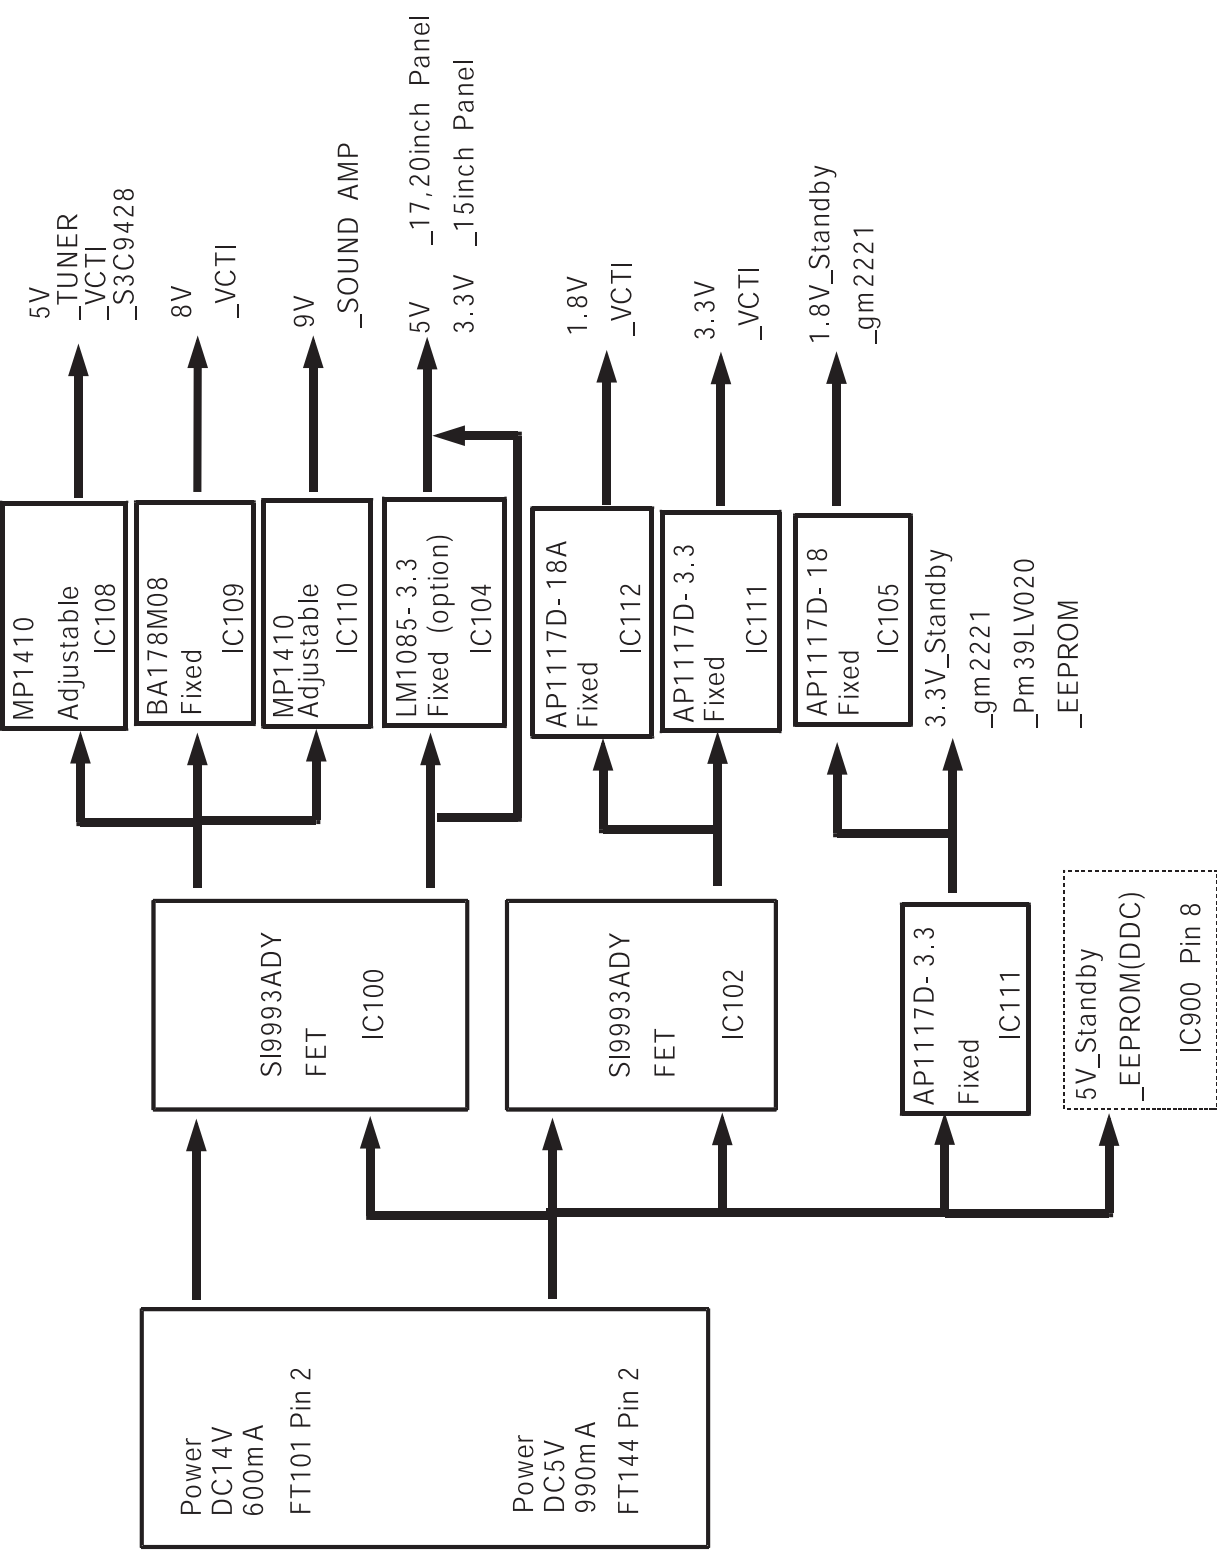 Power
DC14V
600mA
FT101 Pin 2
Power
DC5V
990mA
FT144 Pin 2
SI9993ADY
FET
IC100
SI9993ADY
FET
IC102
AP1117D-3.3
Fixed
IC111
5V_Standby
_EEPROM(DDC)
IC900 Pin 8
MP1410
Adjustable
IC108
BA178M08
Fixed
IC109
MP1410
Adjustable
IC110
LM1085-3.3
Fixed (option)
IC104
AP1117D-18A
Fixed
IC112
AP1117D-3.3
Fixed
IC111
AP1117D-18
Fixed
IC105
3.3V_Standby
_gm2221
_Pm39LV020
_EEPROM
5V
_TUNER
_VCTI
_S3C9428
8V
_VCTI
9V
_SOUND AMP
5V _17,20inch Panel
3.3V _15inch Panel
1.8V
_VCTI
3.3V
_VCTI
1.8V_Standby
_gm2221